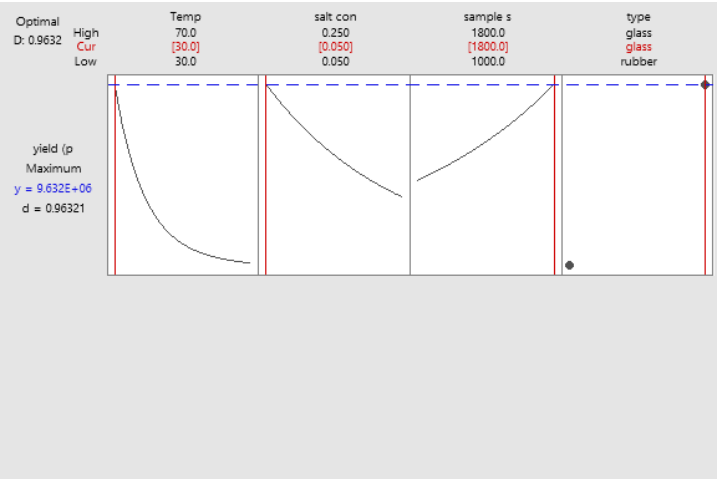 Optimal
D: 0.9632
High
Cur
Low
Temp
70.0
[30.0]
30.0
salt con
0.250
[0.050]
0.050
sample s
1800.0
[1800.0]
1000.0
type
glass
glass
rubber
yield (p
Maximum
y = 9.632E+06
d = 0.96321